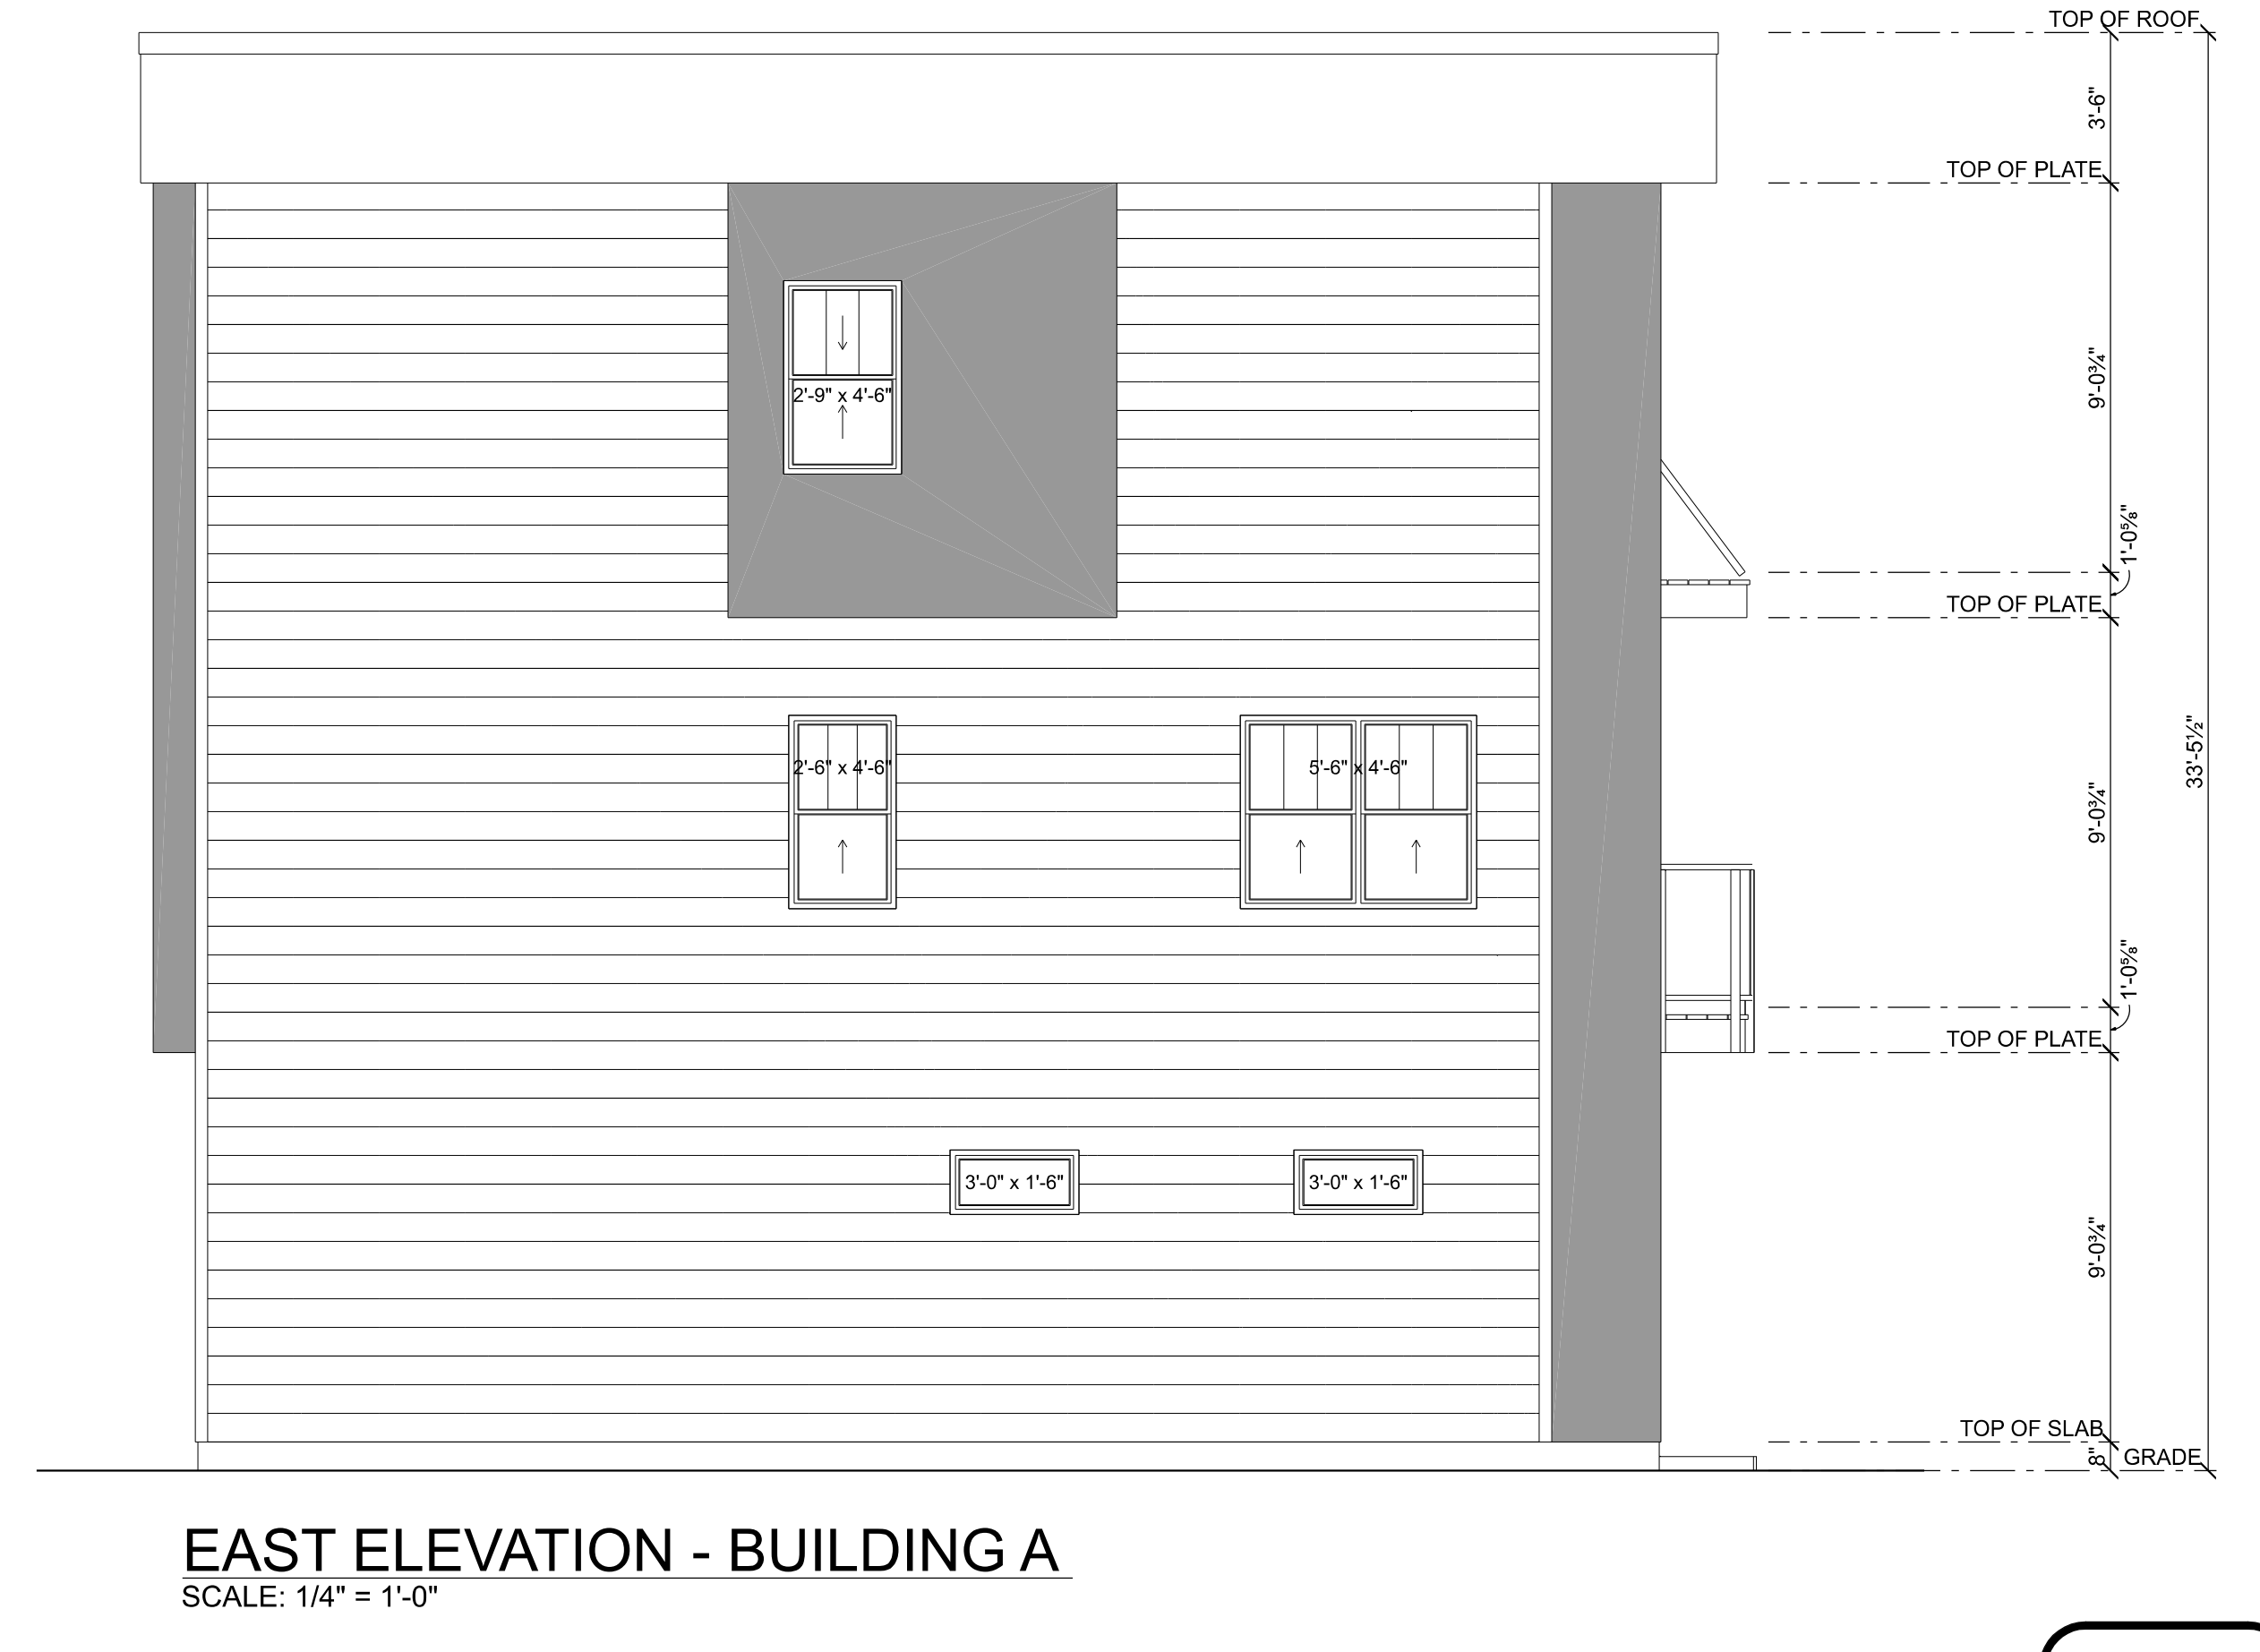 TOP OF ROOF
3'-6"
TOP OF PLATE
9'-0¾"
2'-9" x 4'-6"
1'-0⅝"
TOP OF PLATE
33'-5½"
2'-6" x 4'-6"
5'-6" x 4'-6"
9'-0¾"
1'-0⅝"
TOP OF PLATE
3'-0" x 1'-6"
3'-0" x 1'-6"
9'-0¾"
TOP OF SLAB
8"
GRADE
EAST ELEVATION - BUILDING A
SCALE: 1/4" = 1'-0"